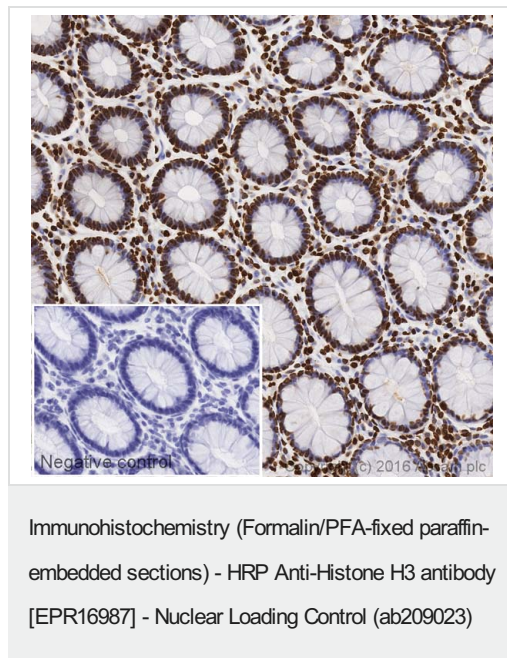 Negative control
Copyright (c) 2016 Abcam plc
Immunohistochemistry (Formalin/PFA-fixed paraffin-
embedded sections) - HRP Anti-Histone H3 antibody
[EPR16987] - Nuclear Loading Control (ab209023)